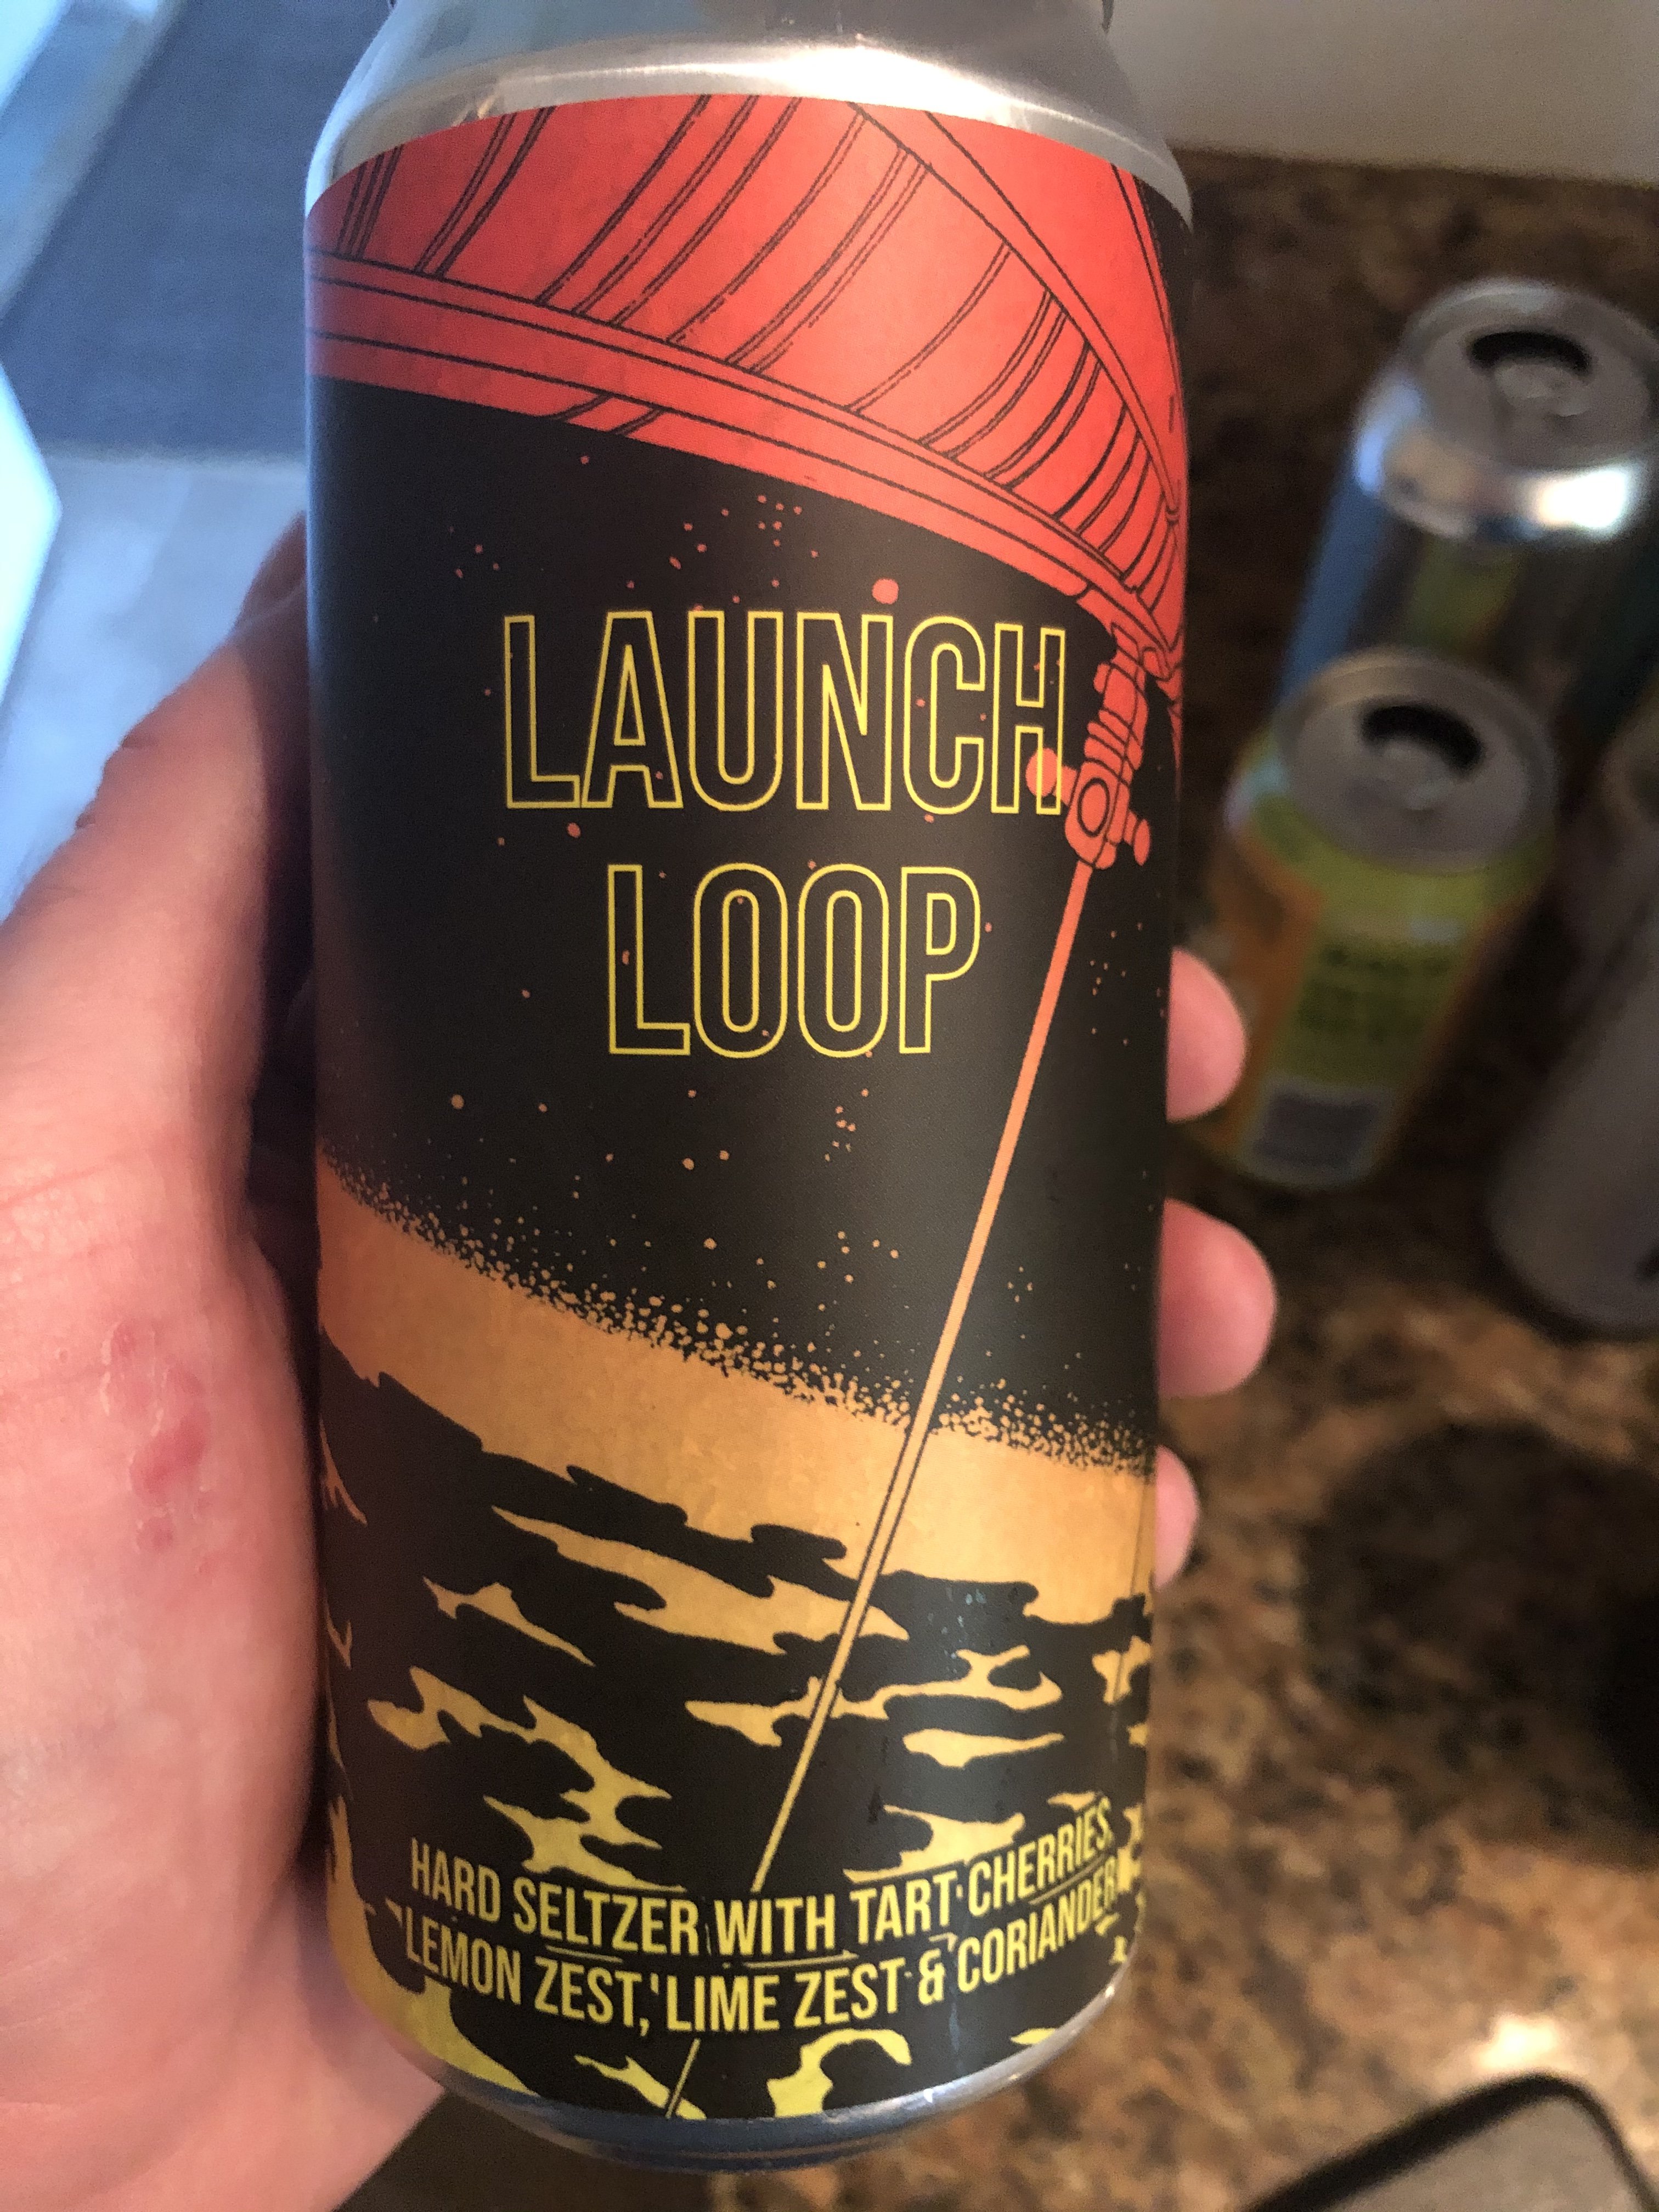 LAUNCH
LOOP
HARD SELTZER WITH TART CHERRIES,
LEMON ZEST, LIME ZEST & CORIANDER